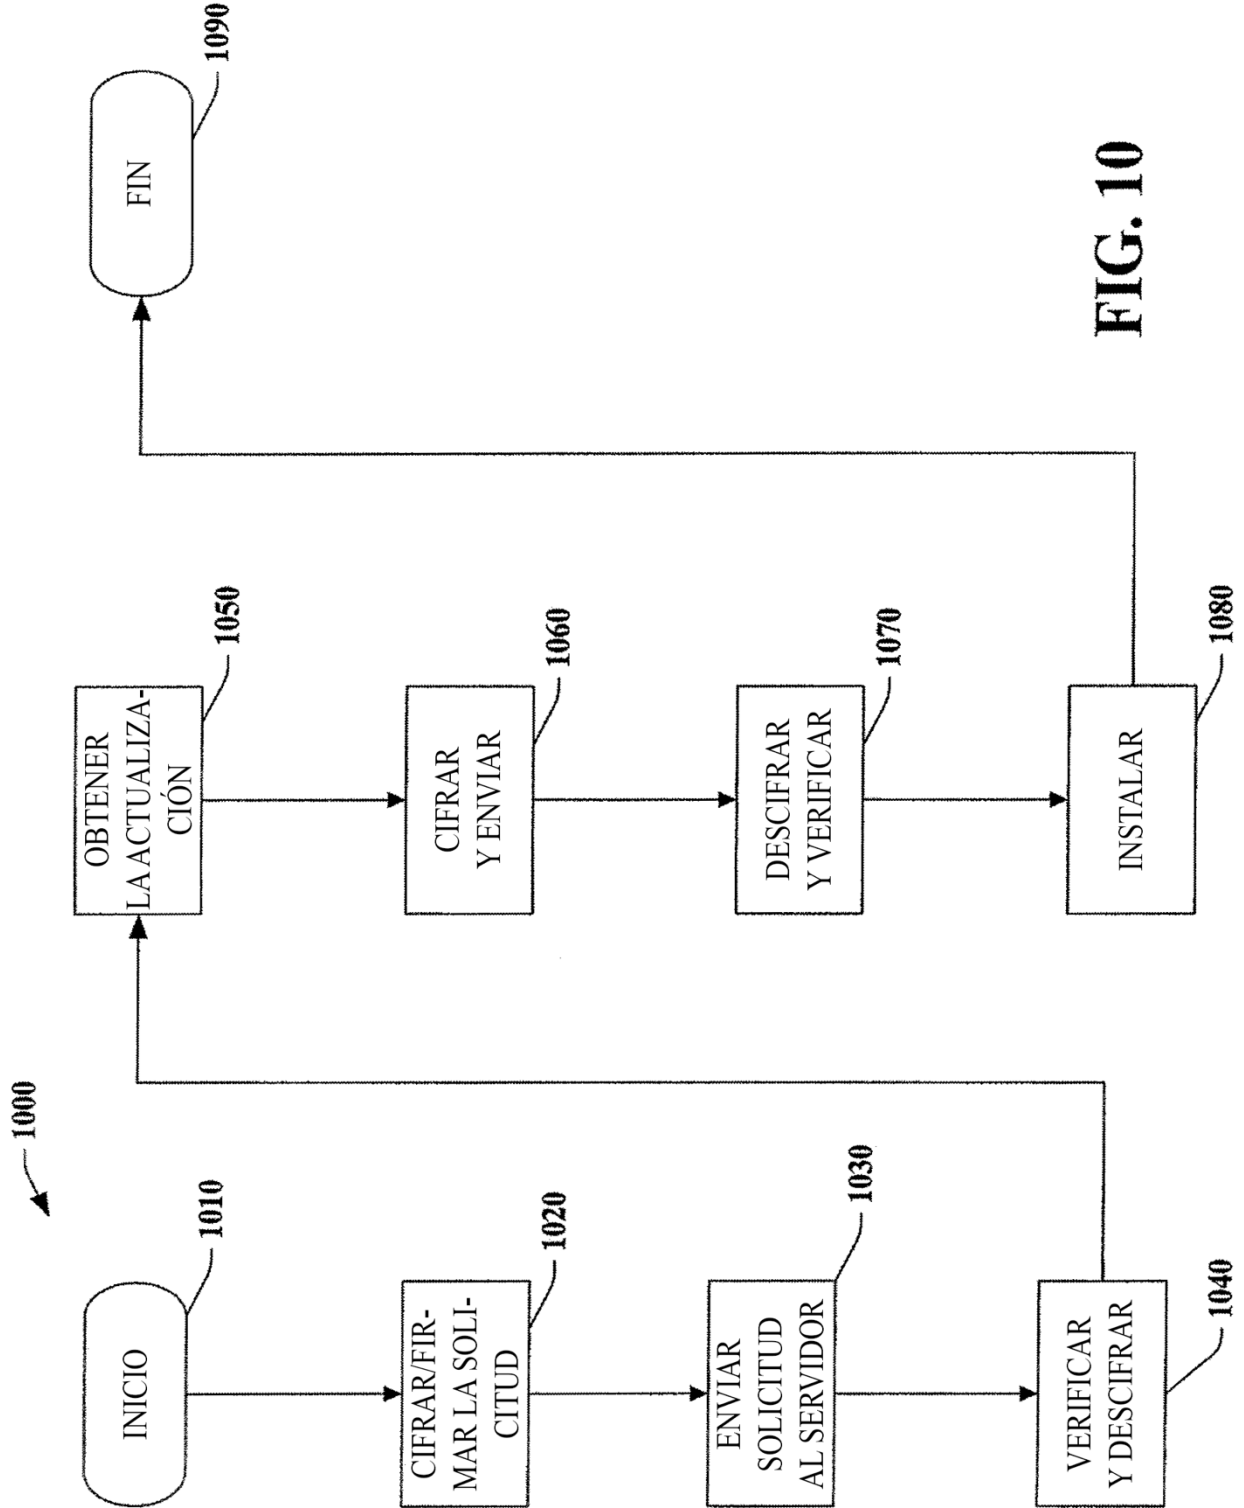 1000
INICIO
1010
CIFRAR/FIR-
MAR LA SOLI-
CITUD
1020
ENVIAR
SOLICITUD
AL SERVIDOR
1030
VERIFICAR
Y DESCIFRAR
1040
OBTENER
LA ACTUALIZA-
CIÓN
1050
CIFRAR
Y ENVIAR
1060
DESCIFRAR
Y VERIFICAR
1070
INSTALAR
1080
FIN
1090
FIG. 10